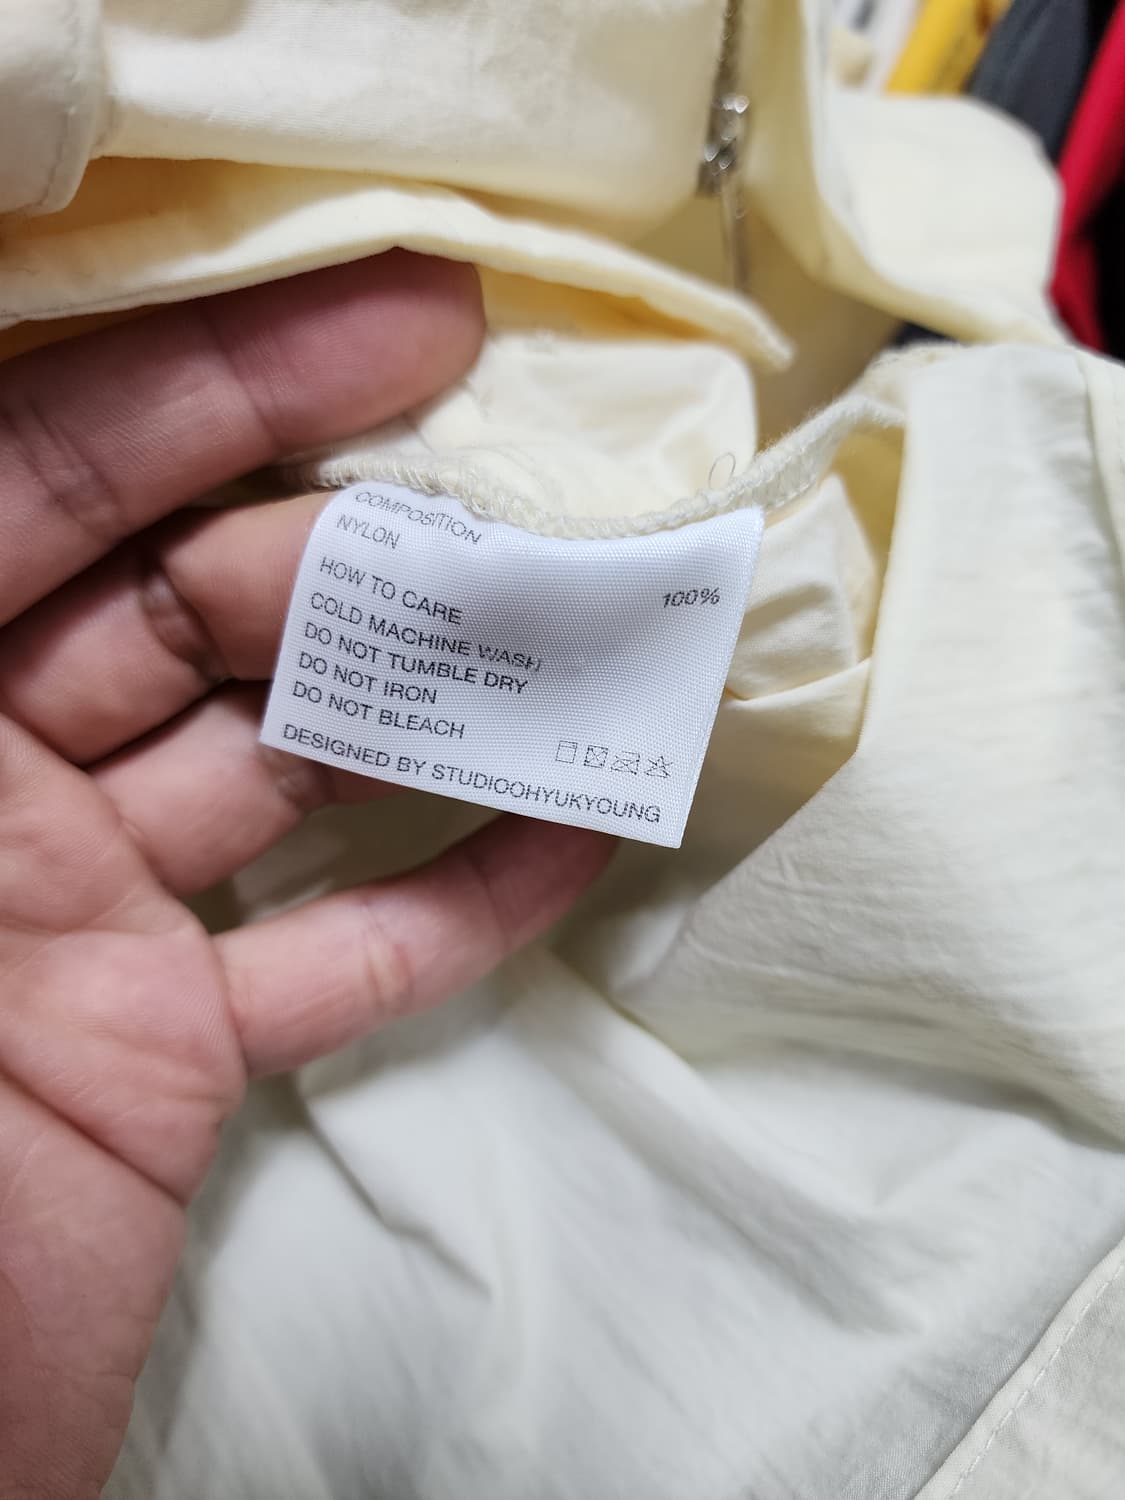 COMPOSITION
NYLON 100%
HOW TO CARE
COLD MACHINE WASH
DO NOT TUMBLE DRY
DO NOT IRON
DO NOT BLEACH
DESIGNED BY STUDIOOHYUKYOUNG